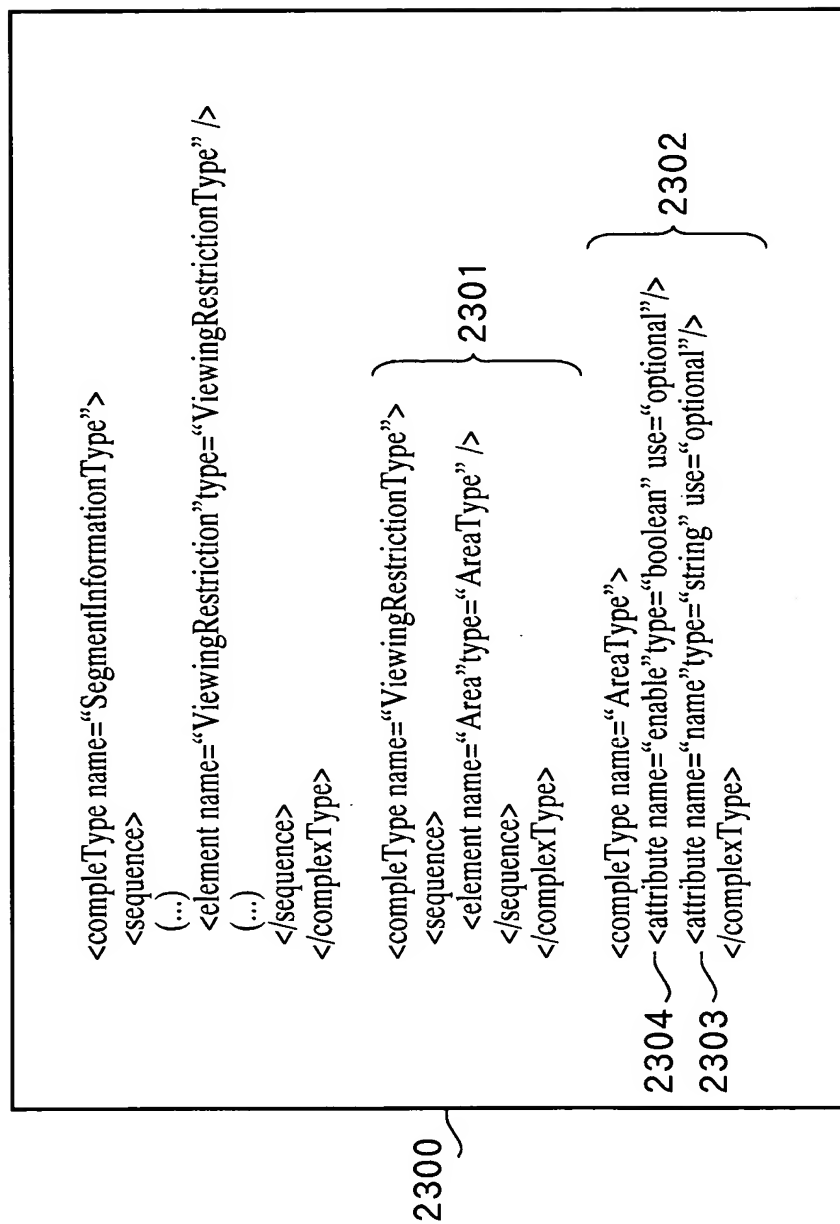 <compleType name=“SegmentInformationType”>
<sequence>
(...)
<element name=“ViewingRestriction”type=“ViewingRestrictionType” />
(...)
</sequence>
</complexType>
<compleType name=“ViewingRestrictionType”>
<sequence>
<element name=“Area”type=“AreaType” />
</sequence>
</complexType>
2301
<compleType name=“AreaType”>
2304 <attribute name=“enable”type=“boolean” use=“optional”/>
2303 <attribute name=“name”type=“string” use=“optional”/>
</complexType>
2302
2300